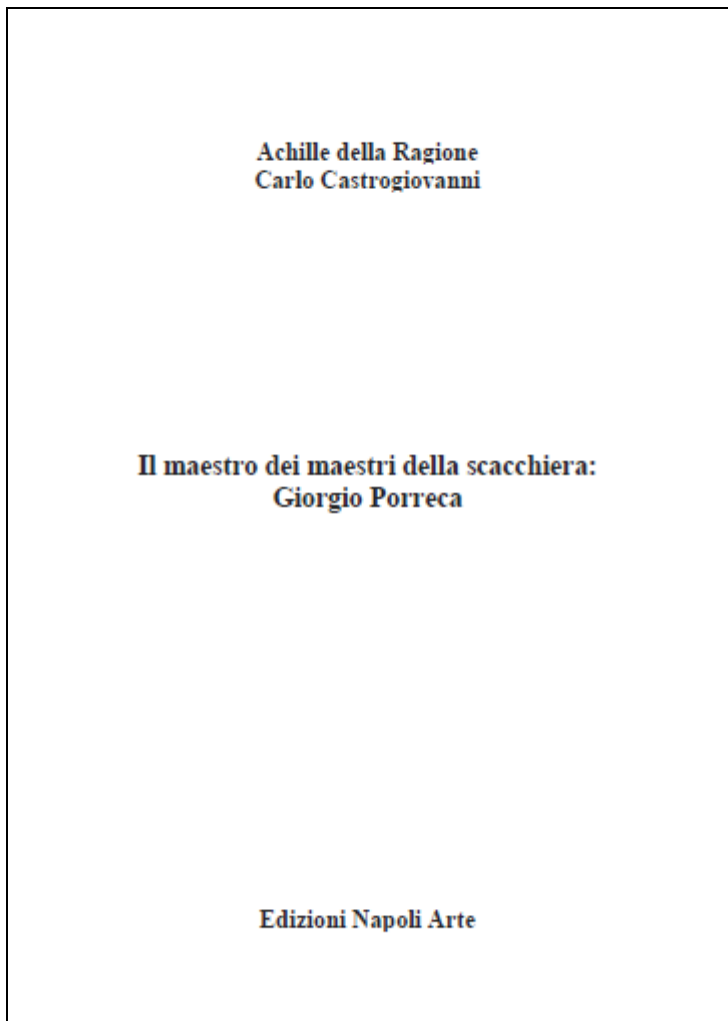 Achille della Ragione
Carlo Castrogiovanni
Il maestro dei maestri della scacchiera:
Giorgio Porreca
Edizioni Napoli Arte